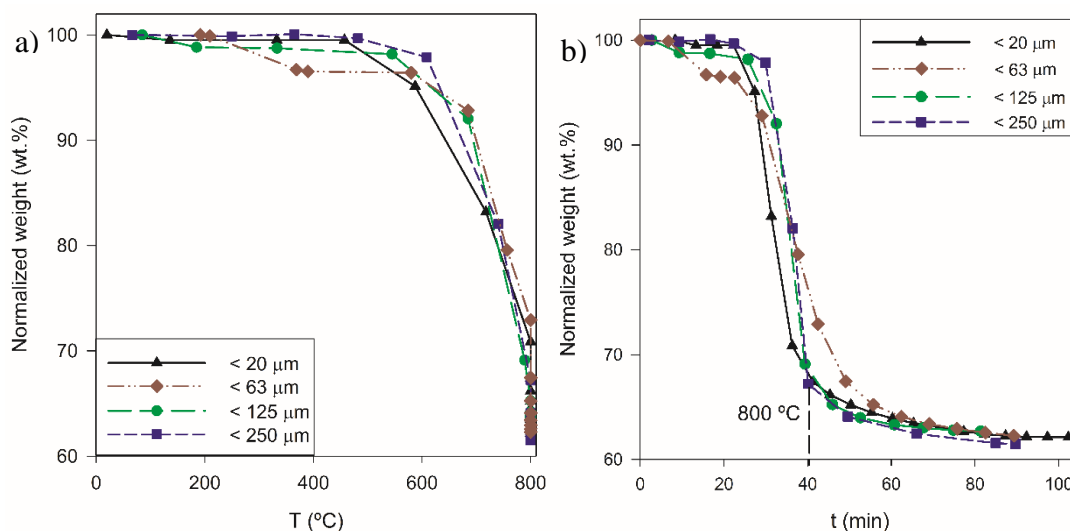 a)
Normalized weight (wt.%)
100
90
80
70
60
0
200
400
600
800
T (ºC)
< 20 µm
< 63 µm
< 125 µm
< 250 µm
b)
Normalized weight (wt.%)
100
90
80
70
60
0
20
40
60
80
100
t (min)
800 ºC
< 20 µm
< 63 µm
< 125 µm
< 250 µm